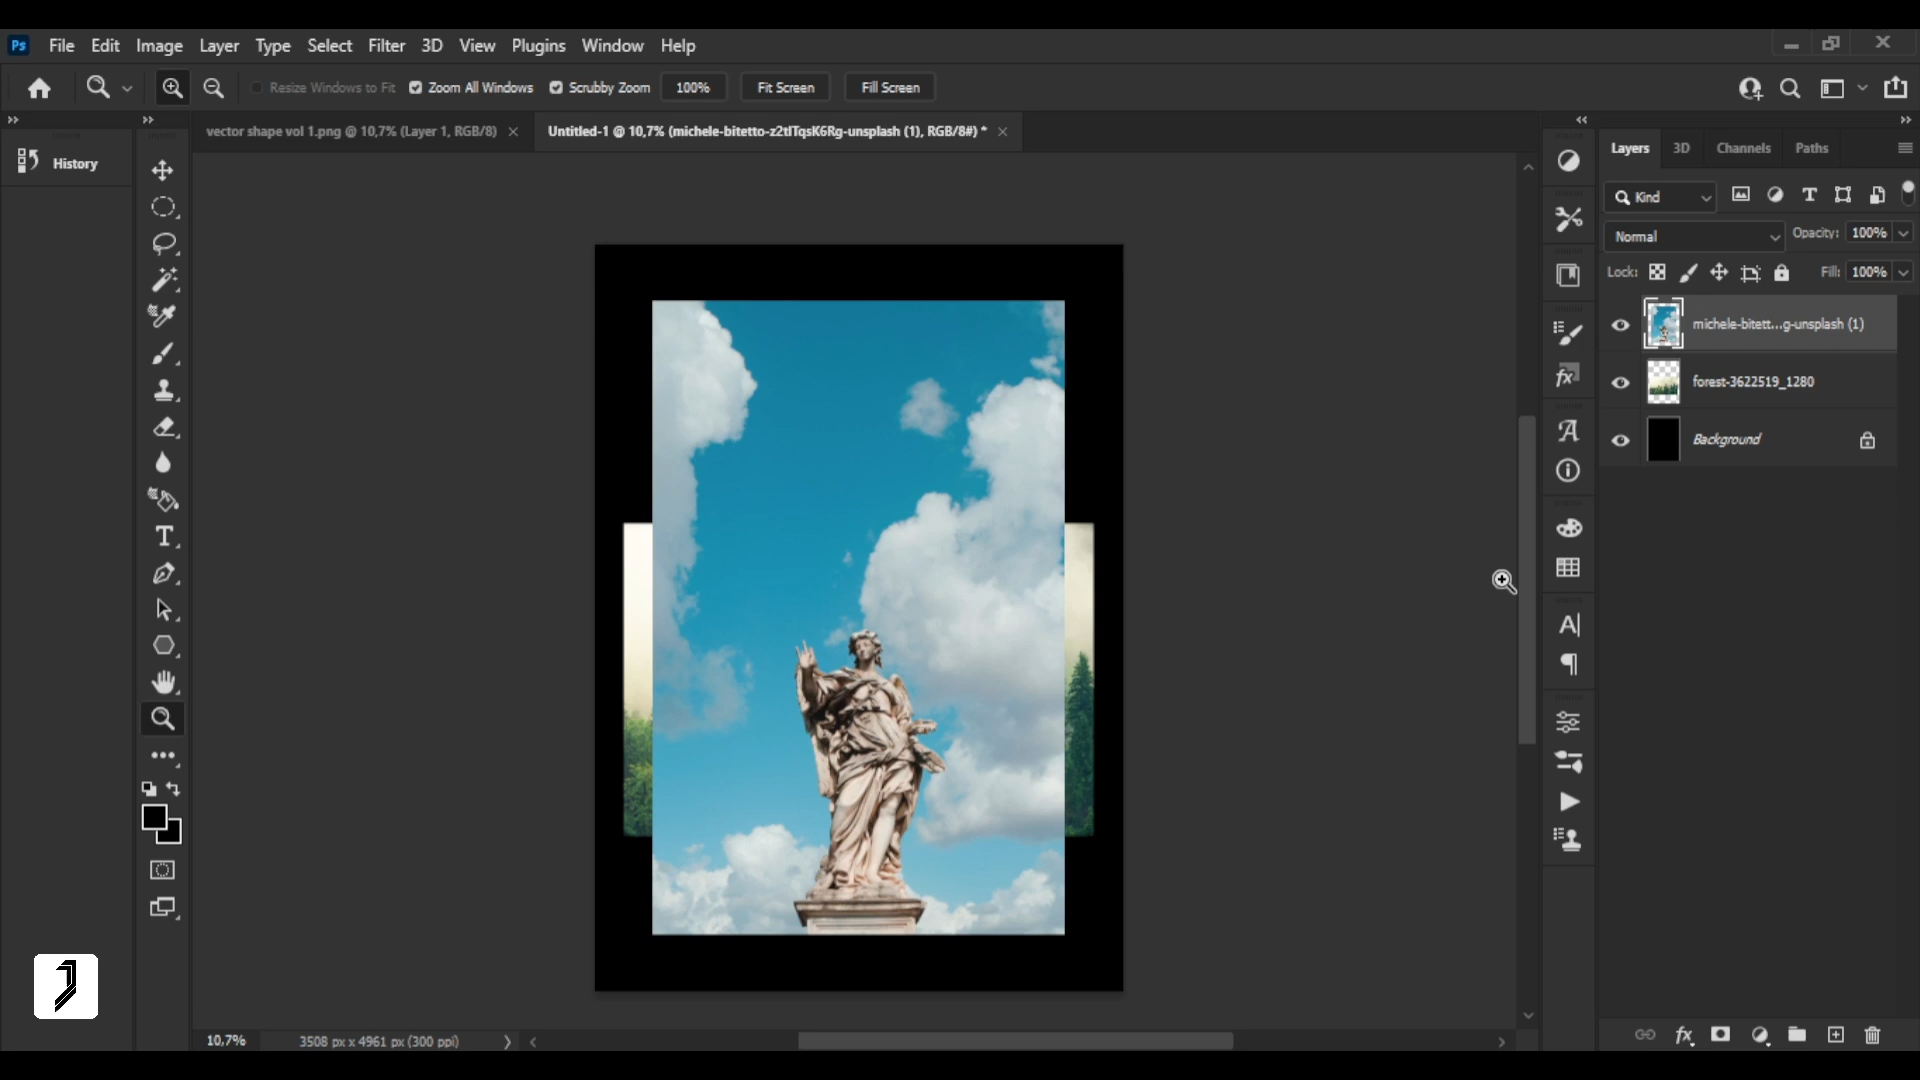 Ps File Edit Image Layer Type Select Filter 3D View Plugins Window Help
Resize Windows to Fit Zoom All Windows Scrubby Zoom 100% Fit Screen Fill Screen
vector shape vol 1.png @ 10,7% (Layer 1, RGB/8) Untitled-1 @ 10,7% (michele-bitetto-z2tITqsK6Rg-unsplash (1), RGB/8#) *
History
Layers 3D Channels Paths
Kind
Normal Opacity: 100%
Lock: Fill: 100%
michele-bitett...g-unsplash (1)
forest-3622519_1280
Background
10,7% 3508 px x 4961 px (300 ppi)